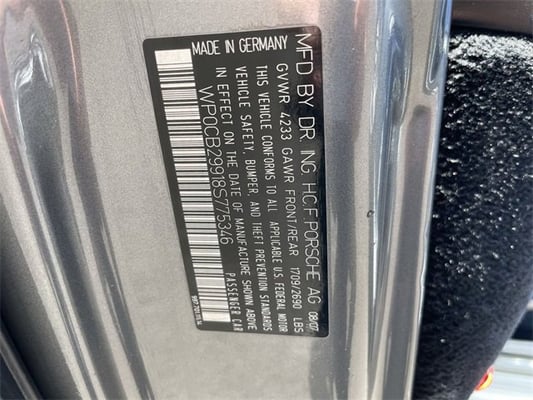 MFD BY DR. ING. H.C.F. PORSCHE AG 08/07
GVWR 4233 GAWR FRONT/REAR 1709/2690 LBS
THIS VEHICLE CONFORMS TO ALL APPLICABLE U.S. FEDERAL MOTOR
VEHICLE SAFETY, BUMPER, AND THEFT PREVENTION STANDARDS
IN EFFECT ON THE DATE OF MANUFACTURE SHOWN ABOVE
WP0CB29918S775346 PASSENGER CAR
MADE IN GERMANY